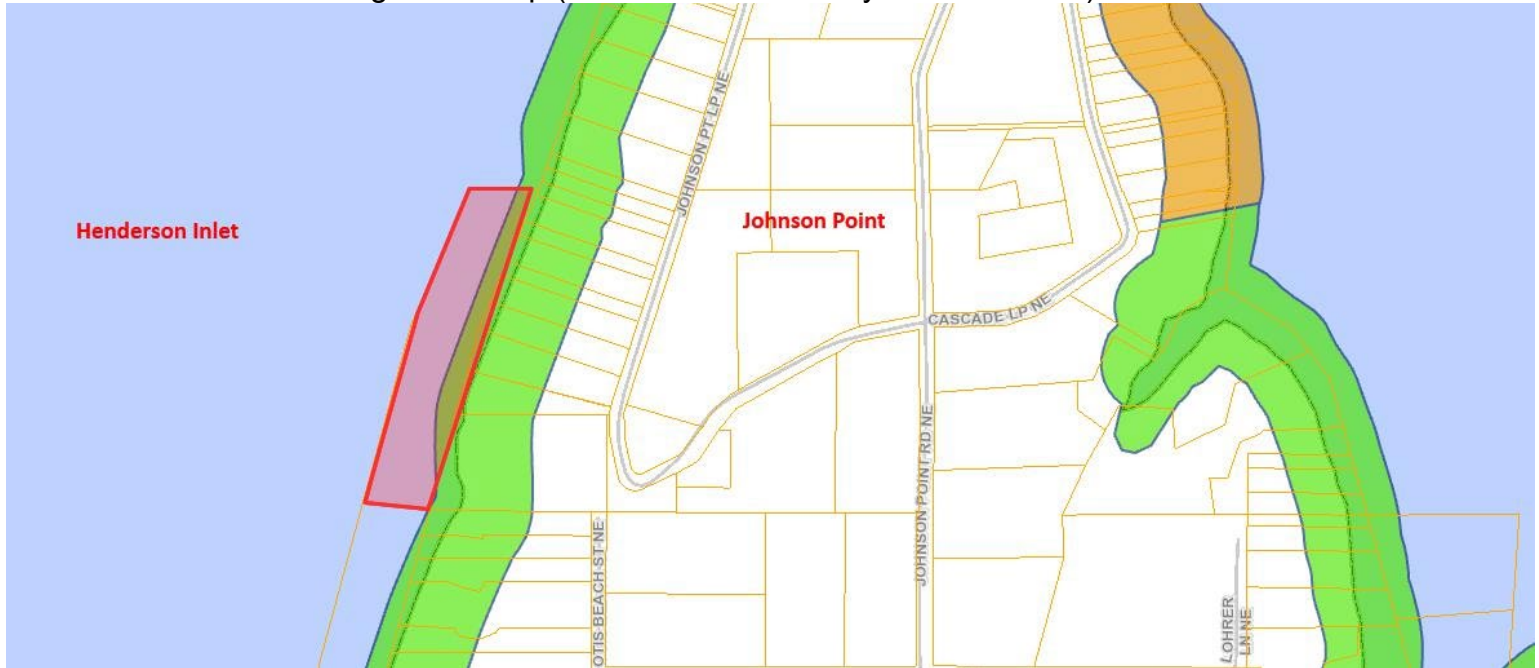 JOHNSON PT LP NE
Henderson Inlet
Johnson Point
CASCADE LP NE
JOHNSON POINT RD NE
OTIS BEACH ST NE
LOHRER
LN NE